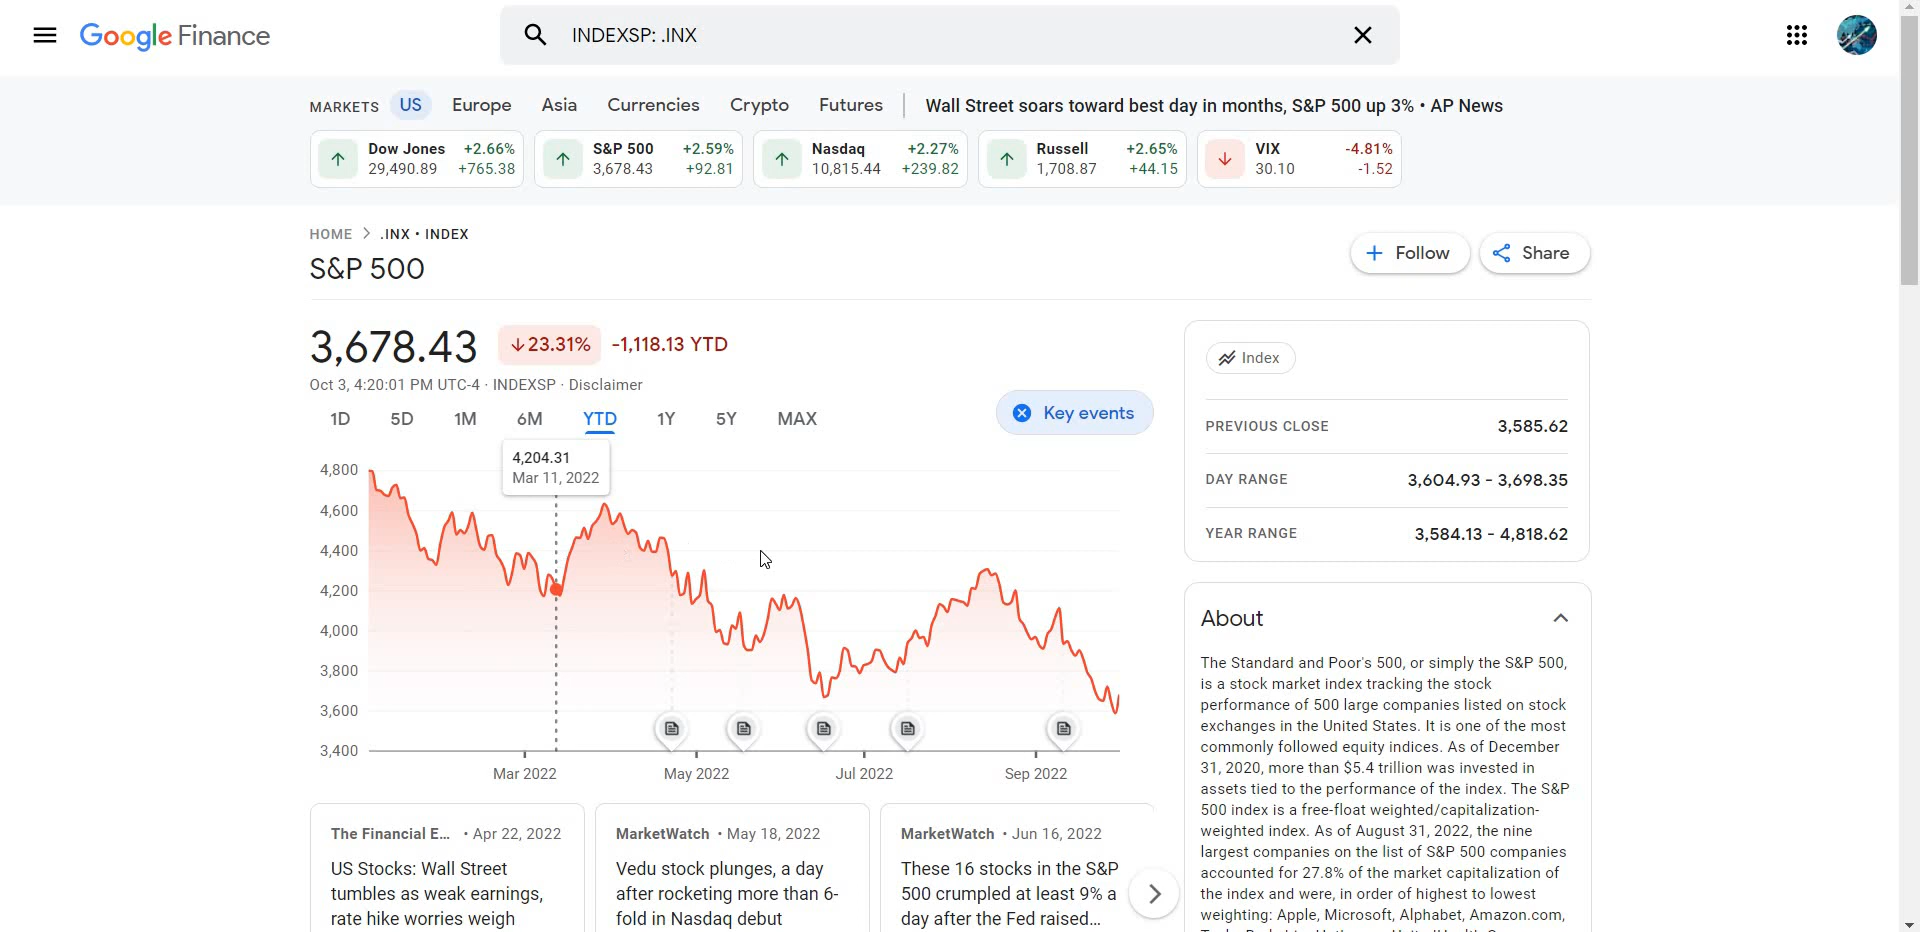 Google Finance
INDEXSP: .INX
MARKETS US Europe Asia Currencies Crypto Futures Wall Street soars toward best day in months, S&P 500 up 3% • AP News
Dow Jones +2.66%
29,490.89 +765.38
S&P 500 +2.59%
3,678.43 +92.81
Nasdaq +2.27%
10,815.44 +239.82
Russell +2.65%
1,708.87 +44.15
VIX -4.81%
30.10 -1.52
HOME .INX • INDEX
S&P 500
Follow
Share
3,678.43 23.31% -1,118.13 YTD
Oct 3, 4:20:01 PM UTC-4 · INDEXSP · Disclaimer
1D 5D 1M 6M YTD 1Y 5Y MAX
Key events
4,204.31
Mar 11, 2022
4,800
4,600
4,400
4,200
4,000
3,800
3,600
3,400
Mar 2022 May 2022 Jul 2022 Sep 2022
The Financial E... • Apr 22, 2022
US Stocks: Wall Street
tumbles as weak earnings,
rate hike worries weigh
MarketWatch • May 18, 2022
Vedu stock plunges, a day
after rocketing more than 6-
fold in Nasdaq debut
MarketWatch • Jun 16, 2022
These 16 stocks in the S&P
500 crumpled at least 9% a
day after the Fed raised...
Index
PREVIOUS CLOSE 3,585.62
DAY RANGE 3,604.93 - 3,698.35
YEAR RANGE 3,584.13 - 4,818.62
About
The Standard and Poor's 500, or simply the S&P 500,
is a stock market index tracking the stock
performance of 500 large companies listed on stock
exchanges in the United States. It is one of the most
commonly followed equity indices. As of December
31, 2020, more than $5.4 trillion was invested in
assets tied to the performance of the index. The S&P
500 index is a free-float weighted/capitalization-
weighted index. As of August 31, 2022, the nine
largest companies on the list of S&P 500 companies
accounted for 27.8% of the market capitalization of
the index and were, in order of highest to lowest
weighting: Apple, Microsoft, Alphabet, Amazon.com,